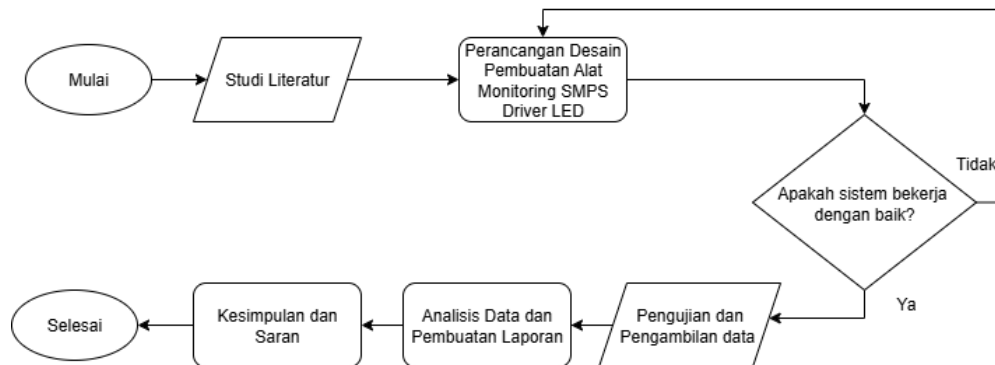 Mulai
Studi Literatur
Perancangan Desain
Pembuatan Alat
Monitoring SMPS
Driver LED
Apakah sistem bekerja
dengan baik?
Tidak
Ya
Pengujian dan
Pengambilan data
Analisis Data dan
Pembuatan Laporan
Kesimpulan dan
Saran
Selesai